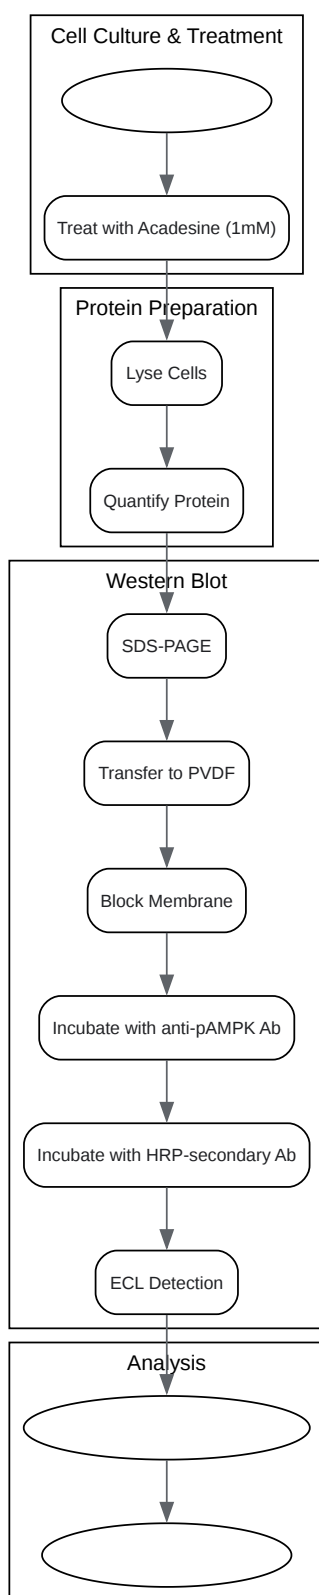 Cell Culture & Treatment
Treat with Acadesine (1mM)
Protein Preparation
Lyse Cells
Quantify Protein
Western Blot
SDS-PAGE
Transfer to PVDF
Block Membrane
Incubate with anti-pAMPK Ab
Incubate with HRP-secondary Ab
ECL Detection
Analysis